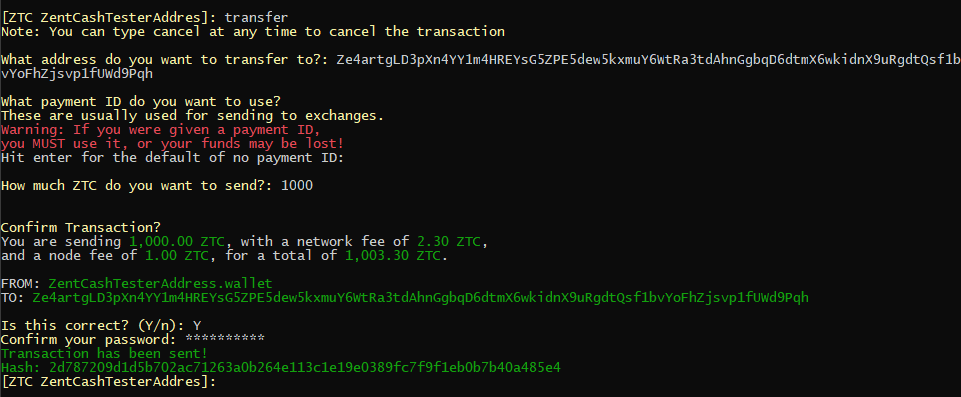 [ZTC ZentCashTesterAddres]: transfer
Note: You can type cancel at any time to cancel the transaction
What address do you want to transfer to?: Ze4artgLD3pXn4YY1m4HREYsG5ZPE5dew5kxmuY6WtRa3tdAhnGgbqD6dtmX6wkidnX9uRgdtQsf1b
vYoFhZjsvp1fUWd9Pqh
What payment ID do you want to use?
These are usually used for sending to exchanges.
Warning: If you were given a payment ID,
you MUST use it, or your funds may be lost!
Hit enter for the default of no payment ID:
How much ZTC do you want to send?: 1000
Confirm Transaction?
You are sending 1,000.00 ZTC, with a network fee of 2.30 ZTC,
and a node fee of 1.00 ZTC, for a total of 1,003.30 ZTC.
FROM: ZentCashTesterAddress.wallet
TO: Ze4artgLD3pXn4YY1m4HREYsG5ZPE5dew5kxmuY6WtRa3tdAhnGgbqD6dtmX6wkidnX9uRgdtQsf1bvYoFhZjsvp1fUWd9Pqh
Is this correct? (Y/n): Y
Confirm your password: **********
Transaction has been sent!
Hash: 2d787209d1d5b702ac71263a0b264e113c1e19e0389fc7f9f1eb0b7b40a485e4
[ZTC ZentCashTesterAddres]: